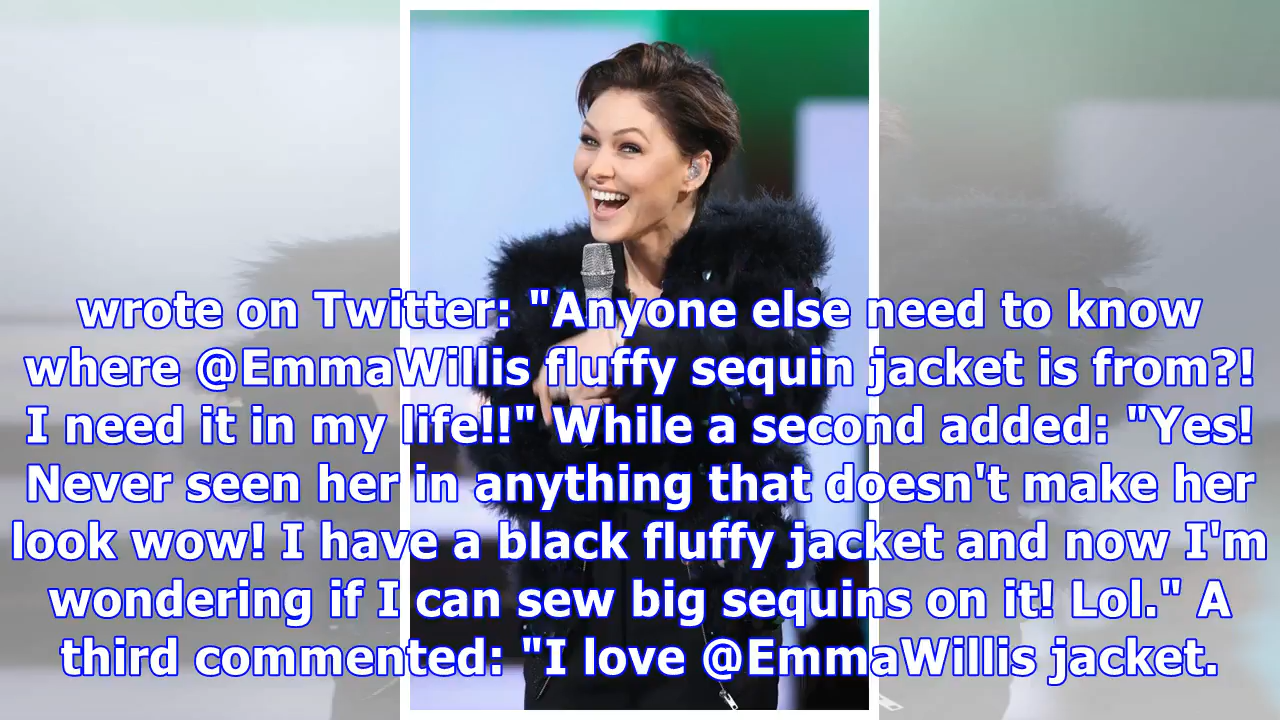 wrote on Twitter: "Anyone else need to know
where @EmmaWillis fluffy sequin jacket is from?!
I need it in my life!!" While a second added: "Yes!
Never seen her in anything that doesn't make her
look wow! I have a black fluffy jacket and now I'm
wondering if I can sew big sequins on it! Lol." A
third commented: "I love @EmmaWillis jacket.